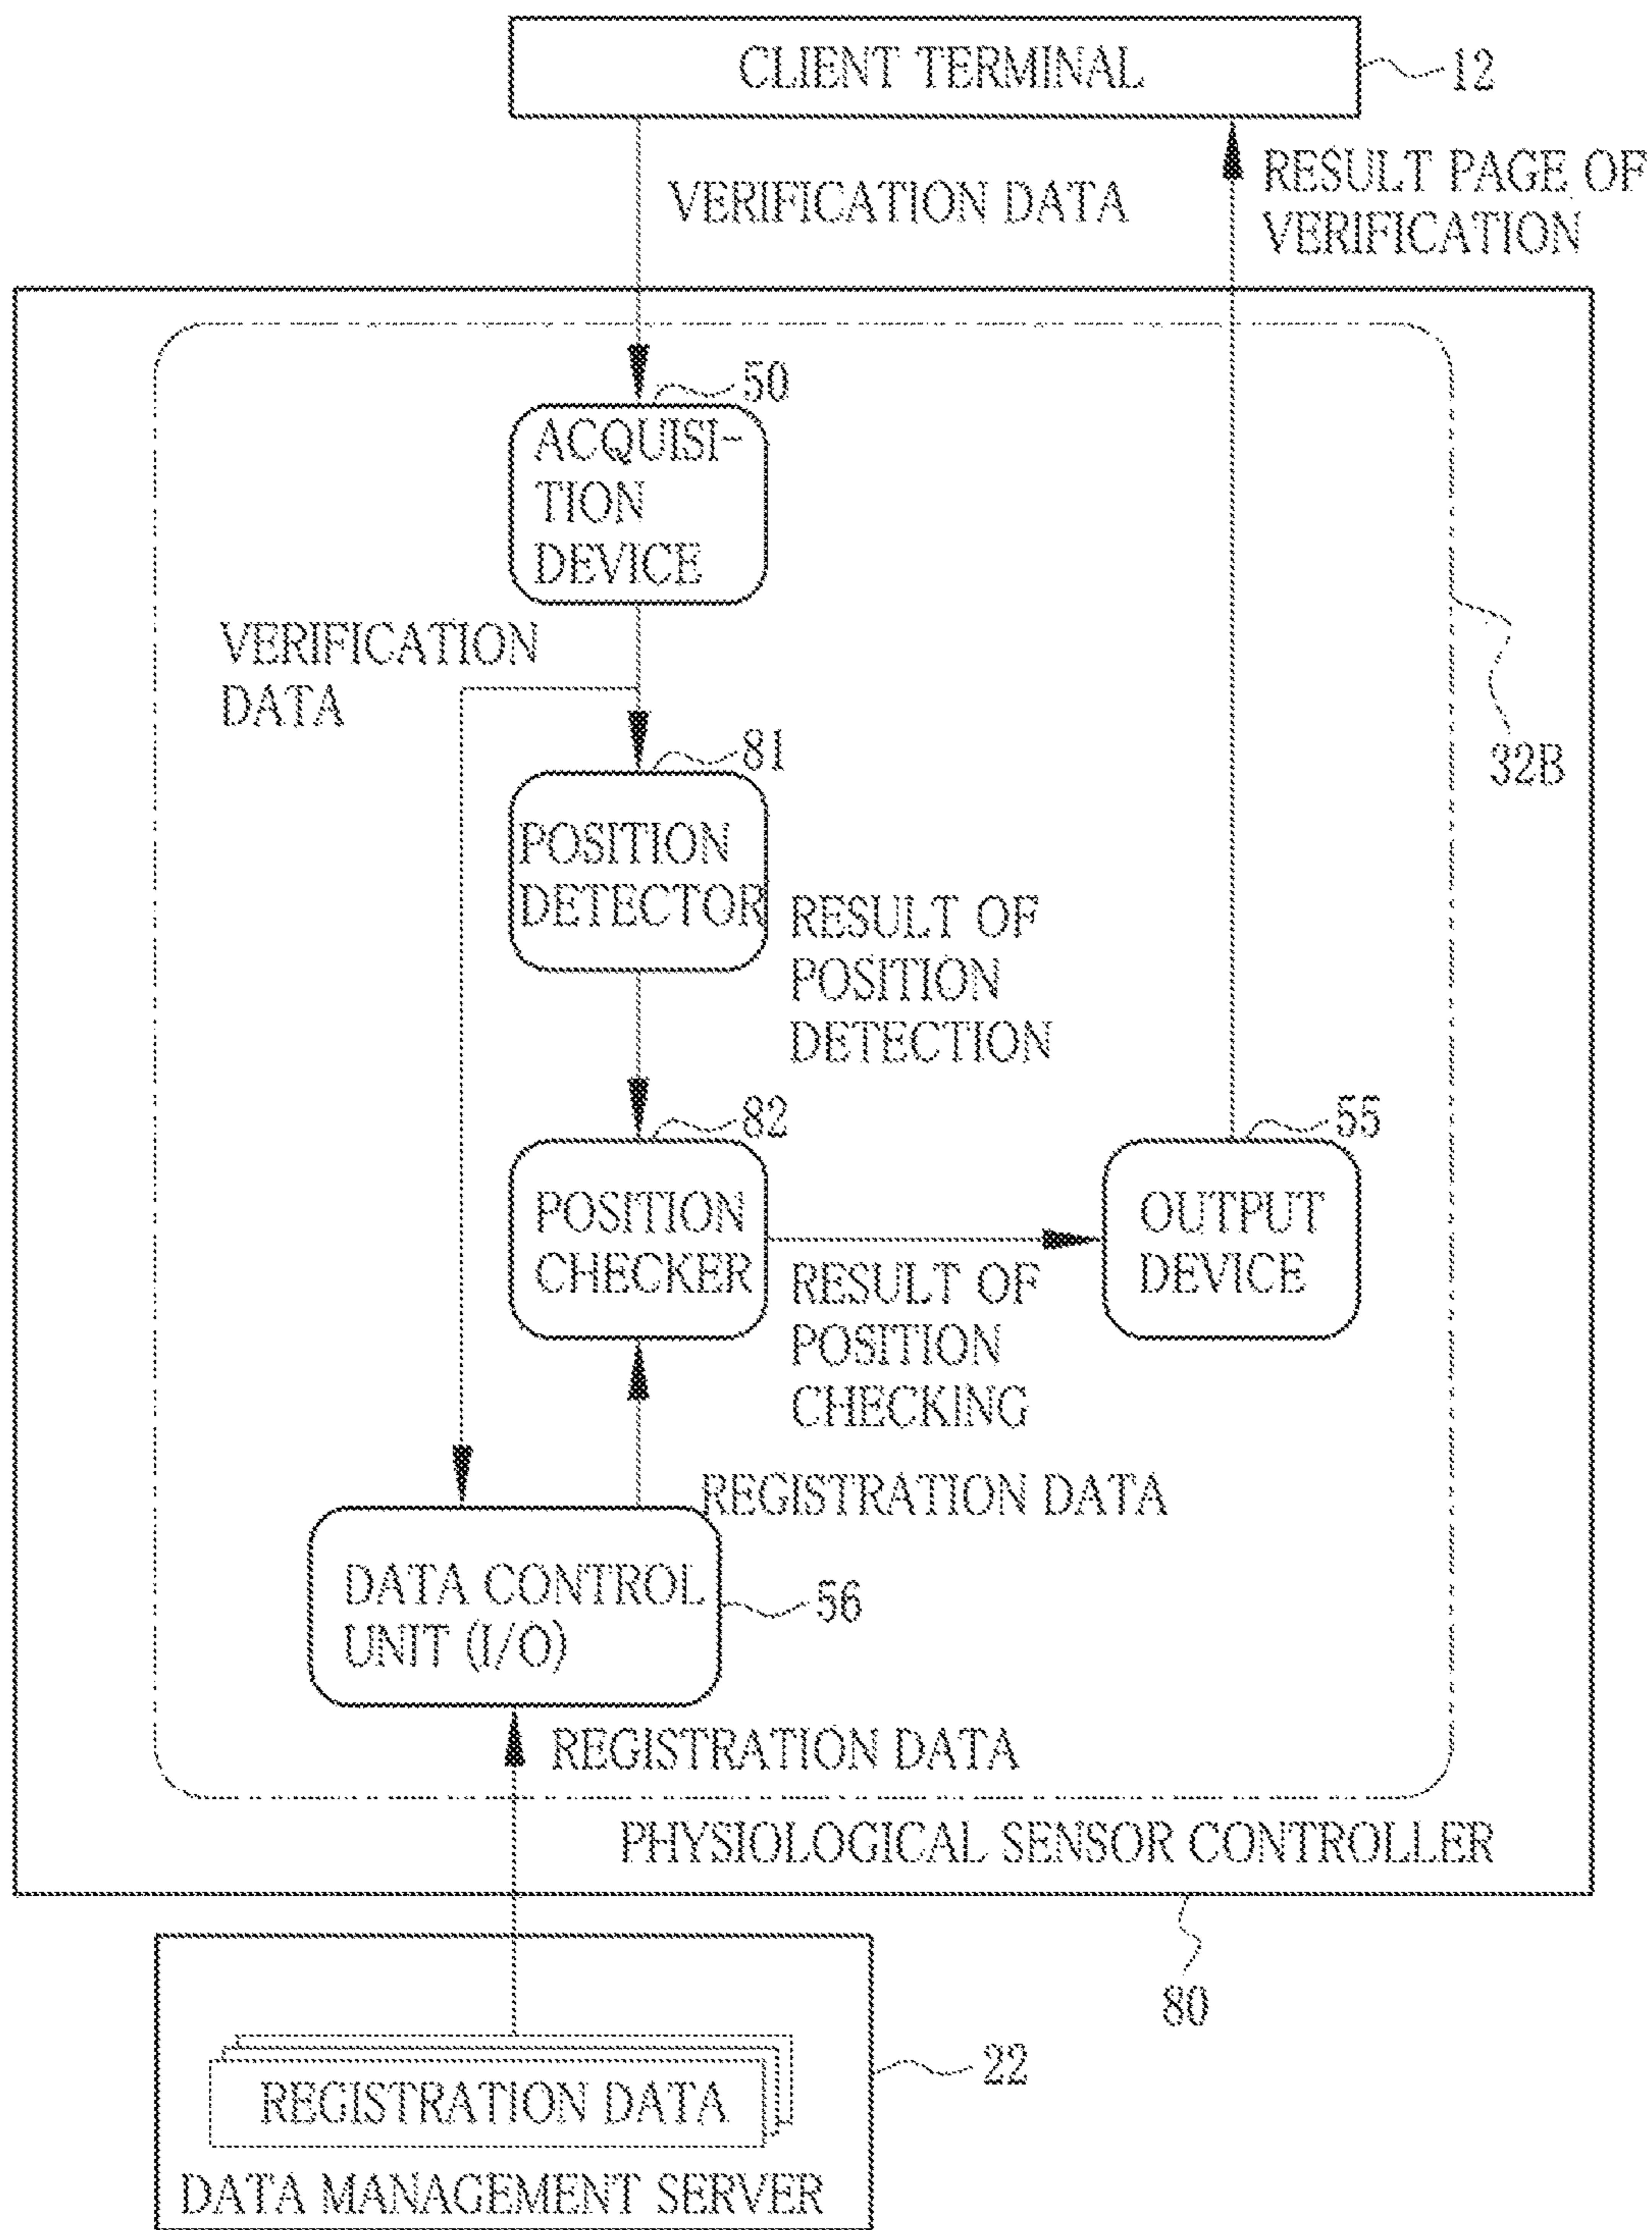 CLIENT TERMINAL
12
VERIFICATION DATA
RESULT PAGE OF
VERIFICATION
50
ACQUISI-
TION
DEVICE
VERIFICATION
DATA
32B
81
POSITION
DETECTOR
RESULT OF
POSITION
DETECTION
82
POSITION
CHECKER
55
OUTPUT
DEVICE
RESULT OF
POSITION
CHECKING
REGISTRATION DATA
DATA CONTROL
UNIT (I/O)
56
REGISTRATION DATA
PHYSIOLOGICAL SENSOR CONTROLLER
80
22
REGISTRATION DATA
DATA MANAGEMENT SERVER